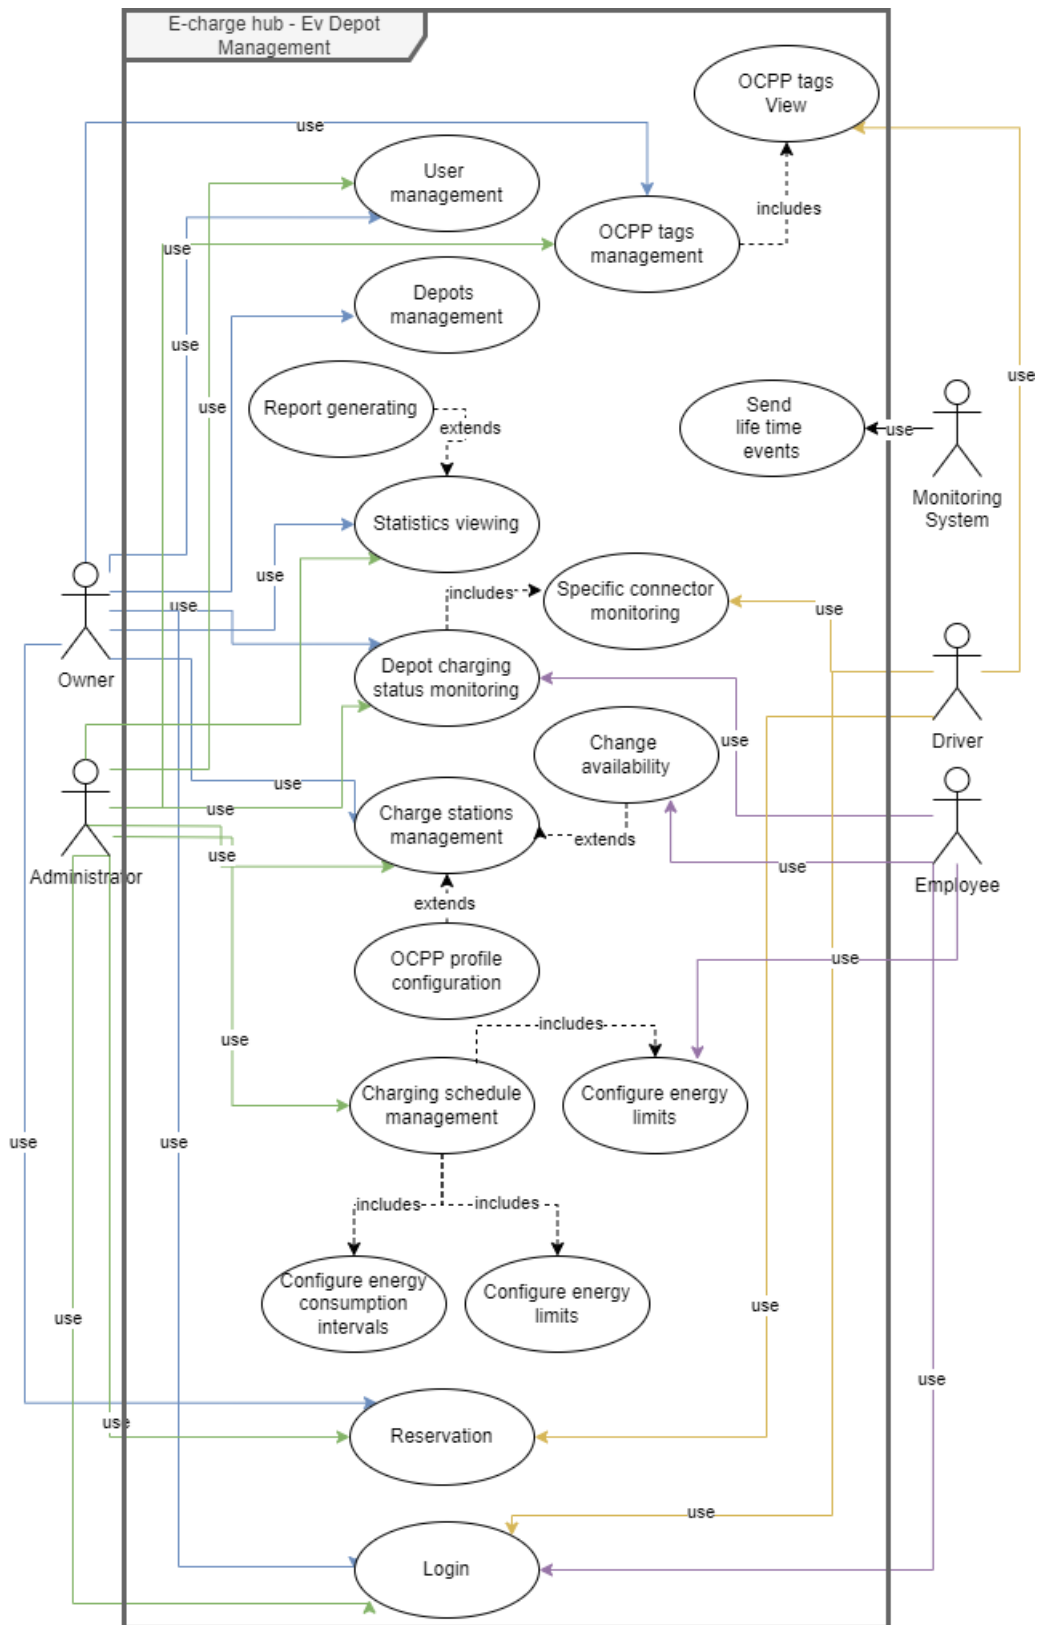 E-charge hub - Ev Depot
Management
OCPP tags
View
use
User
management
includes
OCPP tags
management
use
Depots
management
use
use
use
Report generating
extends
Send
life time
events
use
Monitoring
System
Statistics viewing
use
includes
Specific connector
monitoring
use
use
Owner
Depot charging
status monitoring
use
Driver
Change
availability
use
use
Charge stations
management
extends
use
use
Administrator
Employee
extends
OCPP profile
configuration
use
includes
use
Charging schedule
management
Configure energy
limits
use
use
includes
includes
Configure energy
consumption
intervals
Configure energy
limits
use
use
use
use
Reservation
use
Login